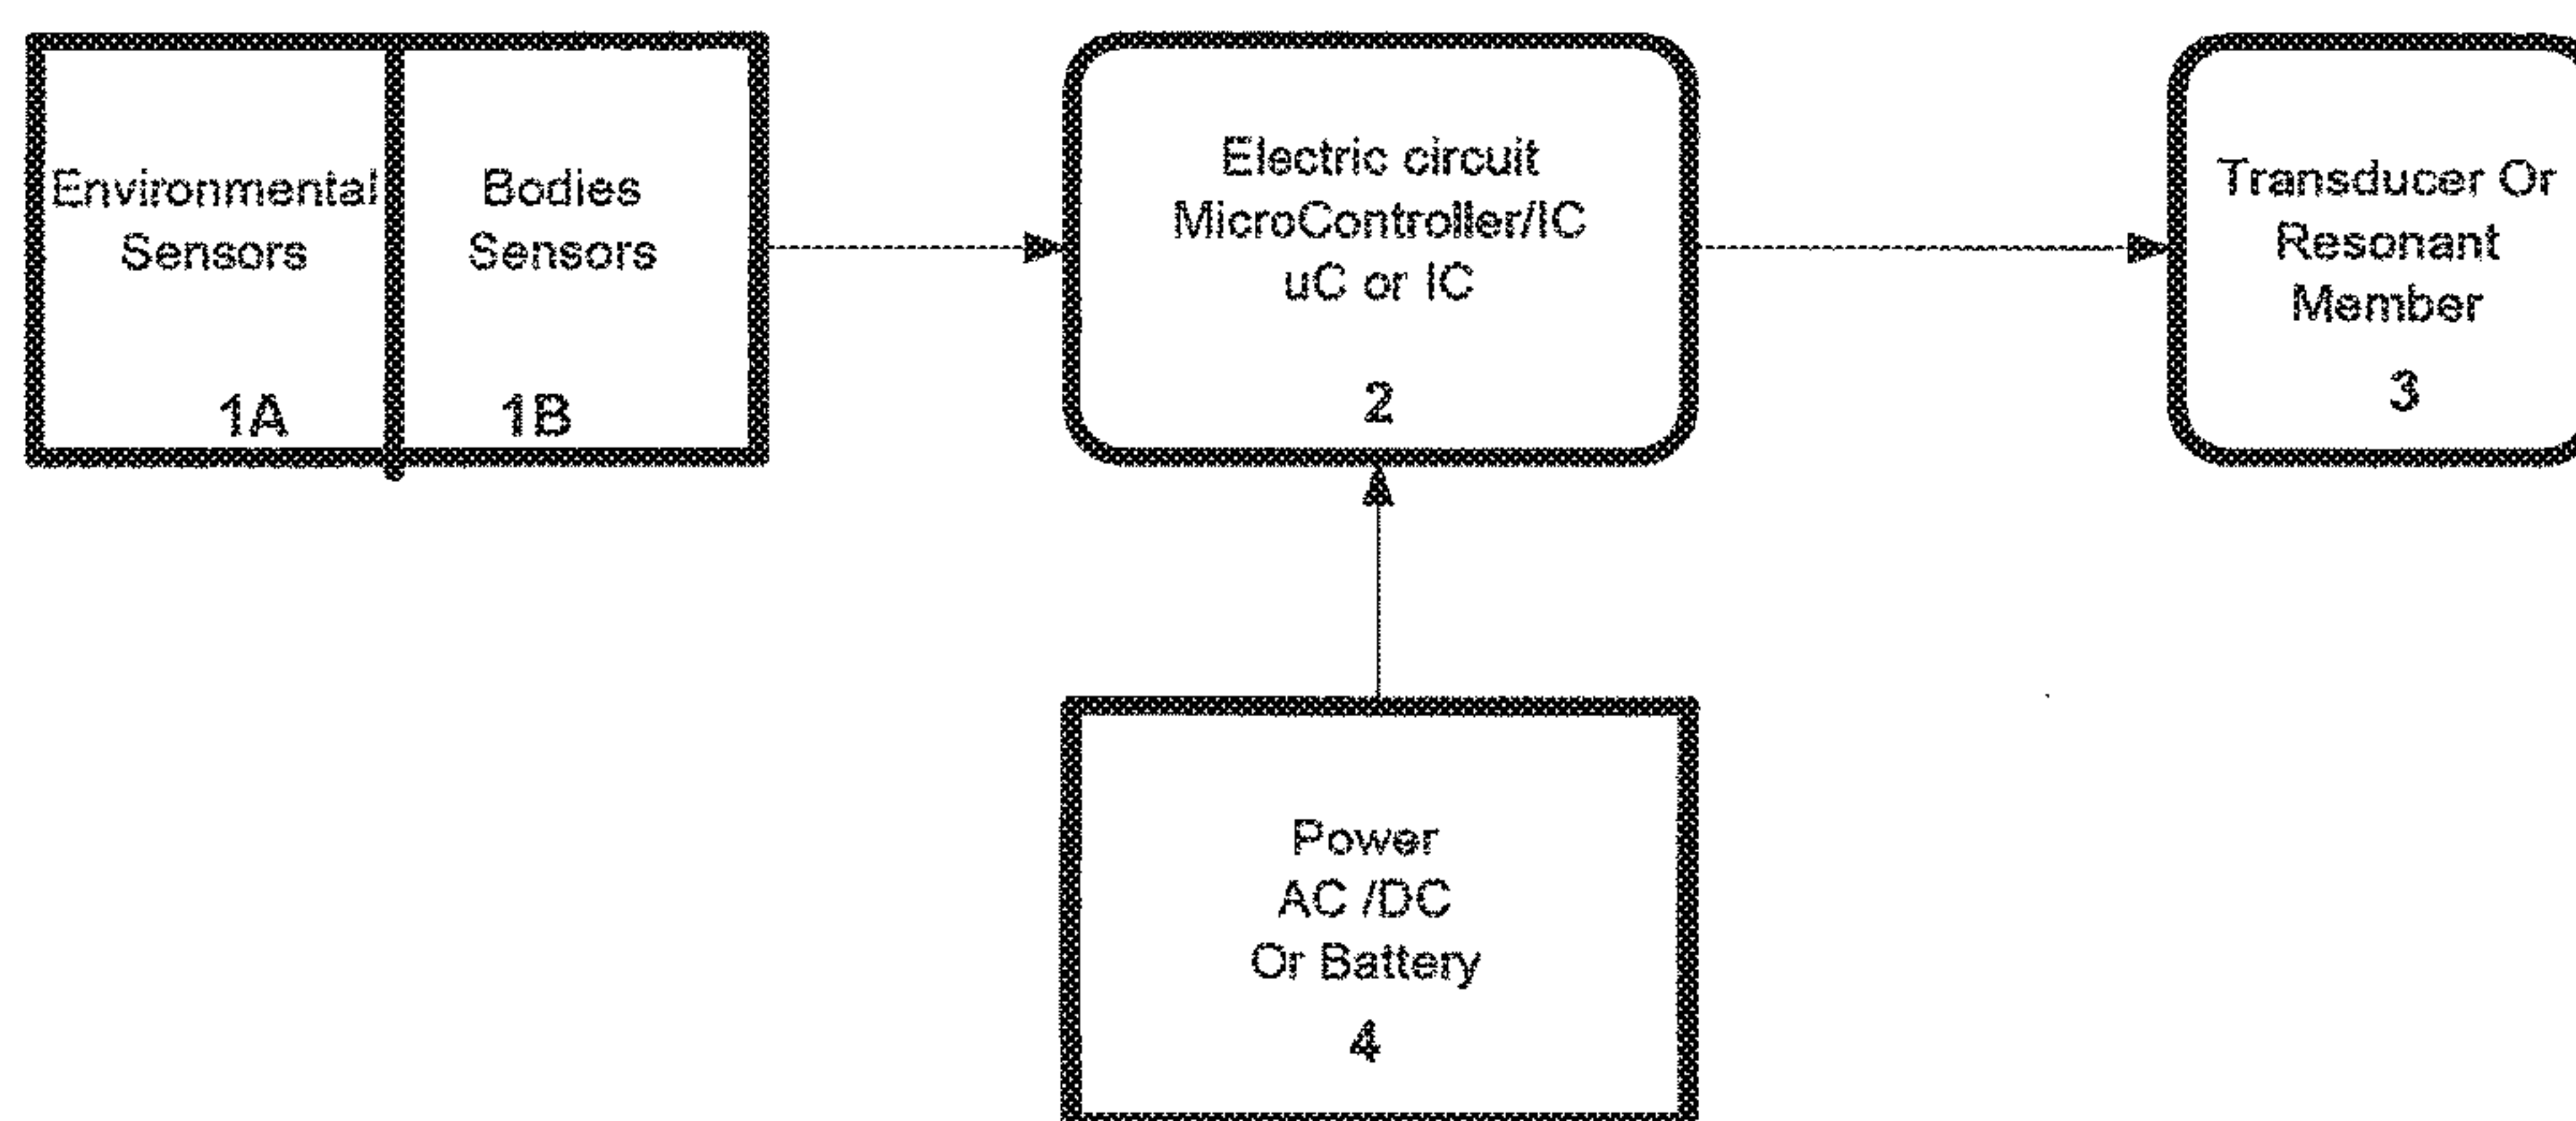 Environmental
Sensors
1A
Bodies
Sensors
1B
Electric circuit
MicroController/IC
uC or IC
2
Transducer Or
Resonant
Member
3
Power
AC /DC
Or Battery
4